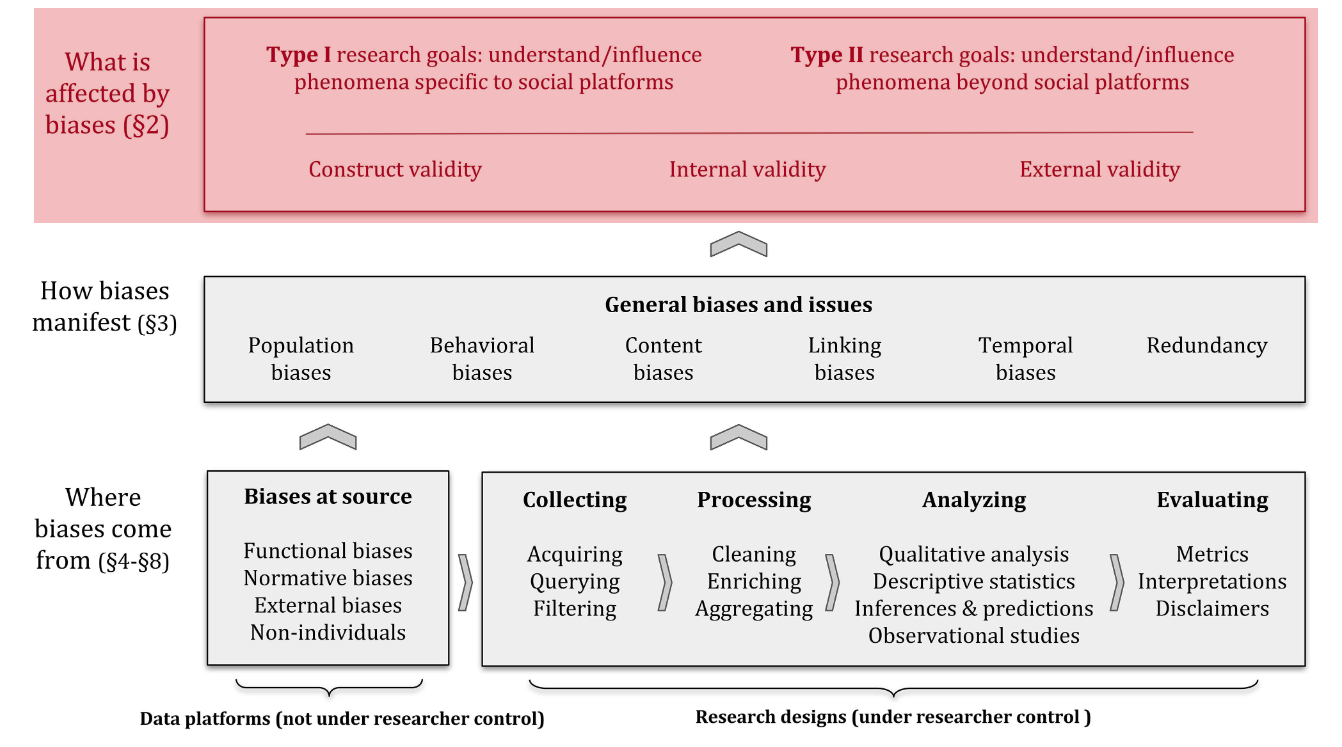 What is
affected by
biases (§2)
Type I research goals: understand/influence
phenomena specific to social platforms
Type II research goals: understand/influence
phenomena beyond social platforms
Construct validity
Internal validity
External validity
How biases
manifest (§3)
General biases and issues
Population
biases
Behavioral
biases
Content
biases
Linking
biases
Temporal
biases
Redundancy
Where
biases come
from (§4-§8)
Biases at source
Functional biases
Normative biases
External biases
Non-individuals
Collecting
Acquiring
Querying
Filtering
Processing
Cleaning
Enriching
Aggregating
Analyzing
Qualitative analysis
Descriptive statistics
Inferences & predictions
Observational studies
Evaluating
Metrics
Interpretations
Disclaimers
Data platforms (not under researcher control)
Research designs (under researcher control )